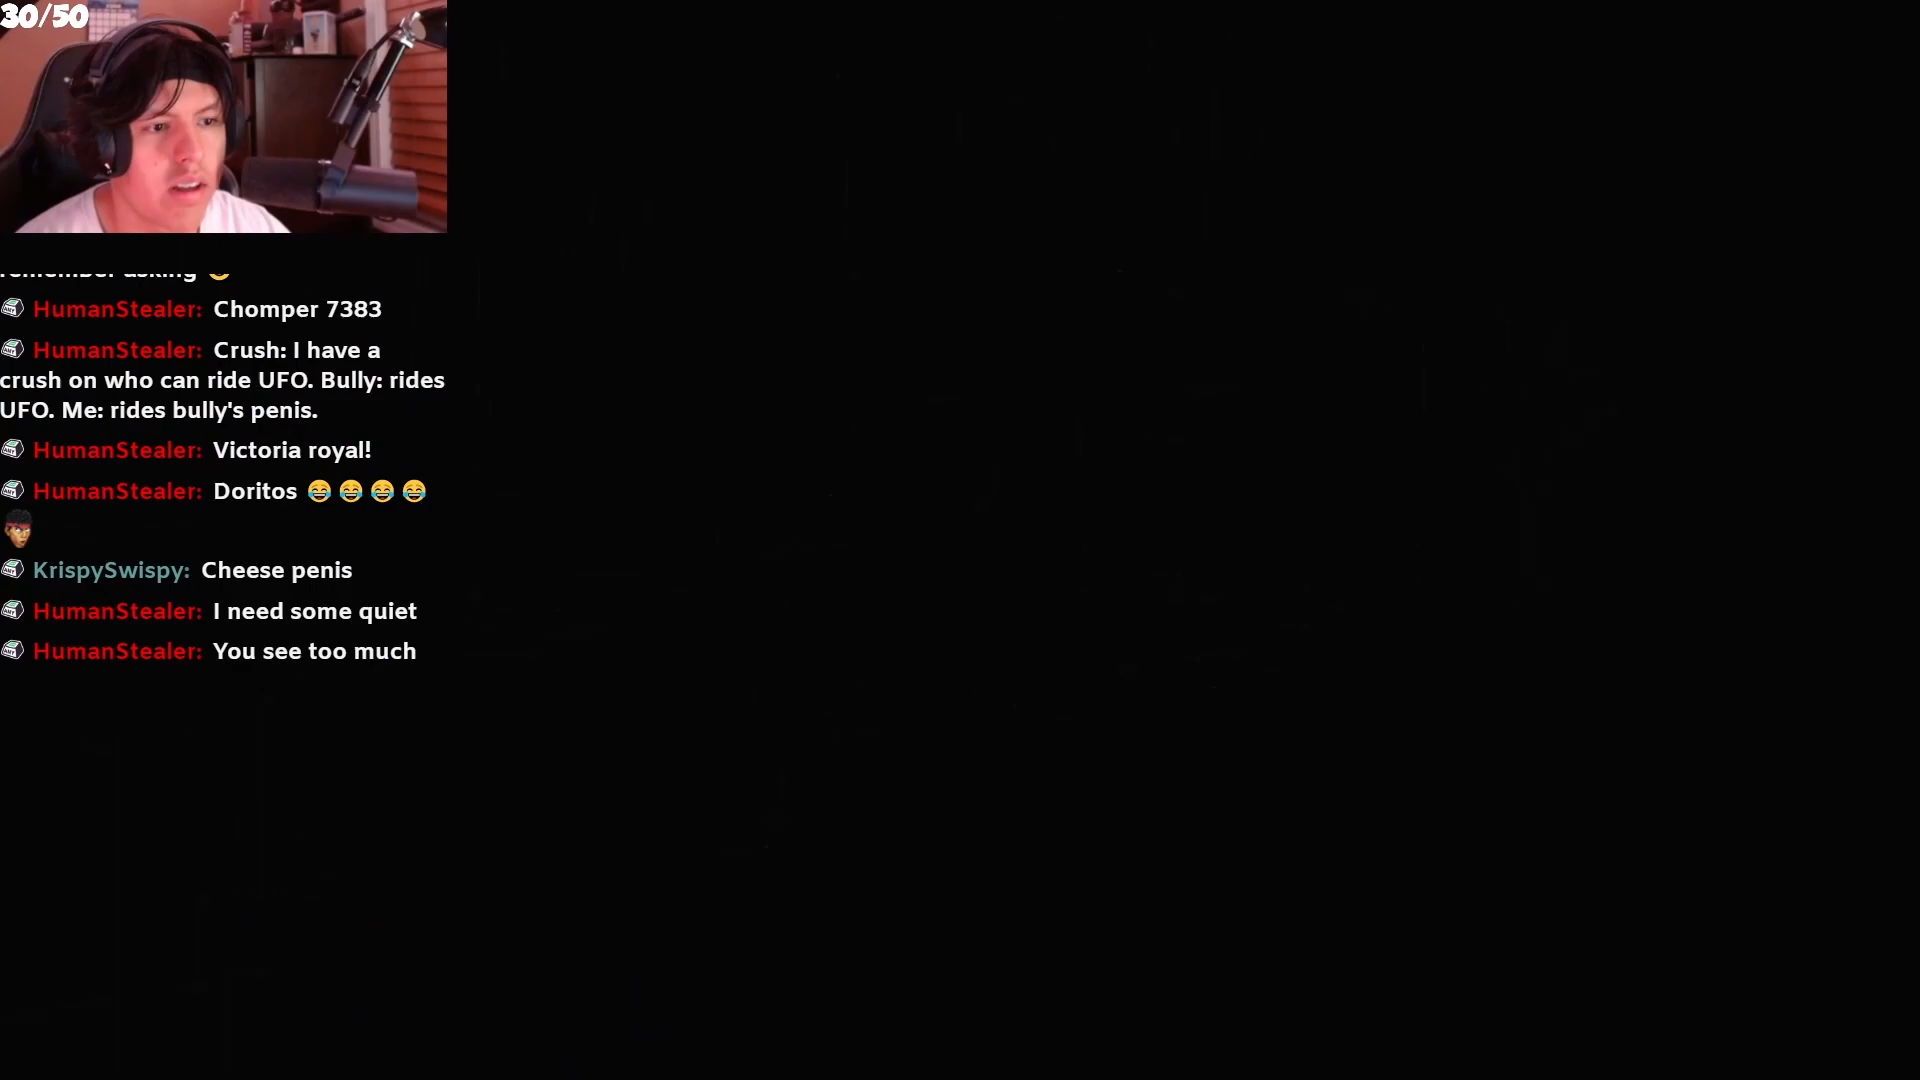 30/50
remember asking 😂
HumanStealer: Chomper 7383
HumanStealer: Crush: I have a
crush on who can ride UFO. Bully: rides
UFO. Me: rides bully's penis.
HumanStealer: Victoria royal!
HumanStealer: Doritos 😂 😂 😂 😂
KrispySwispy: Cheese penis
HumanStealer: I need some quiet
HumanStealer: You see too much